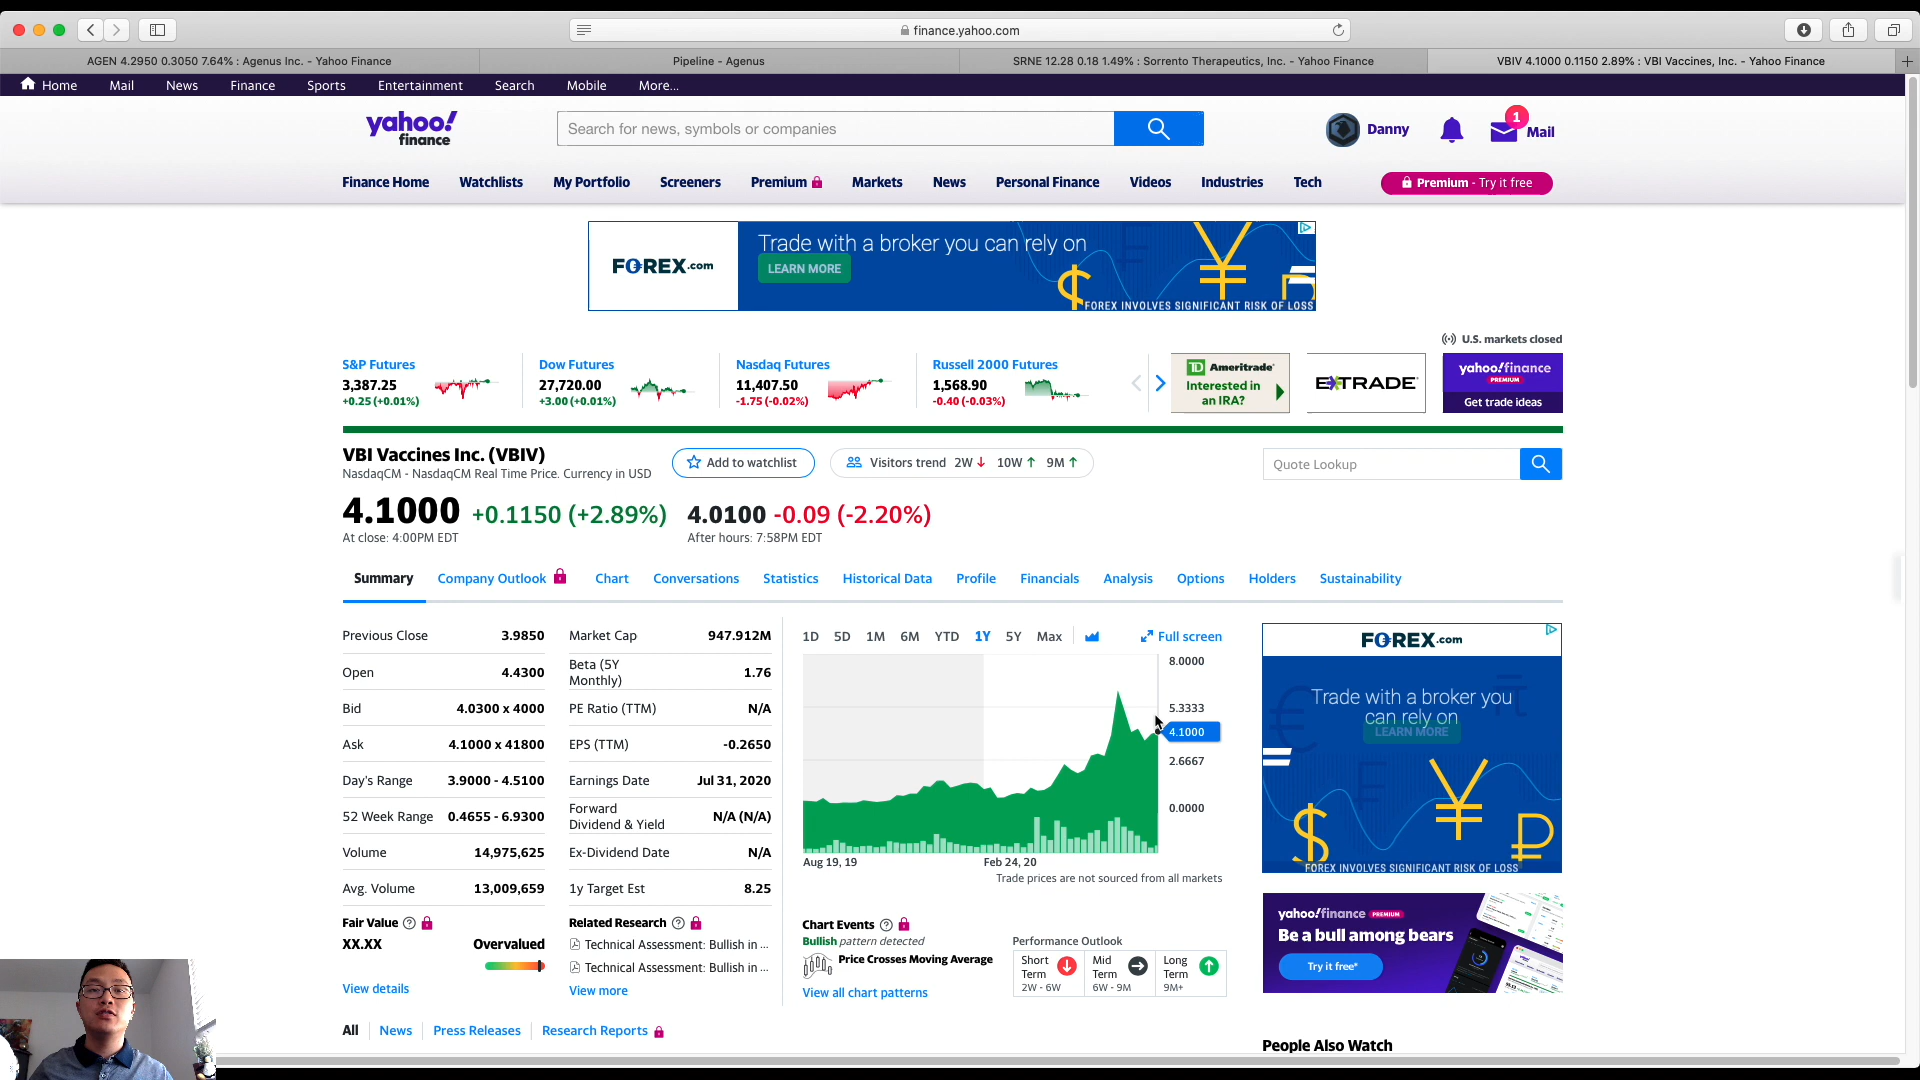 finance.yahoo.com
AGEN 4.2950 0.3050 7.64% : Agenus Inc. - Yahoo Finance
Pipeline - Agenus
SRNE 12.28 0.18 1.49% : Sorrento Therapeutics, Inc. - Yahoo Finance
VBIV 4.1000 0.1150 2.89% : VBI Vaccines, Inc. - Yahoo Finance
Home Mail News Finance Sports Entertainment Search Mobile More...
yahoo!
finance
Search for news, symbols or companies
Danny
1
Mail
Finance Home Watchlists My Portfolio Screeners Premium Markets News Personal Finance Videos Industries Tech
Premium - Try it free
FOREX.com
Trade with a broker you can rely on
LEARN MORE
FOREX INVOLVES SIGNIFICANT RISK OF LOSS
U.S. markets closed
S&P Futures
3,387.25
+0.25 (+0.01%)
Dow Futures
27,720.00
+3.00 (+0.01%)
Nasdaq Futures
11,407.50
-1.75 (-0.02%)
Russell 2000 Futures
1,568.90
-0.40 (-0.03%)
TD Ameritrade
Interested in
an IRA?
E*TRADE
yahoo!finance
PREMIUM
Get trade ideas
VBI Vaccines Inc. (VBIV)
NasdaqCM - NasdaqCM Real Time Price. Currency in USD
Add to watchlist
Visitors trend 2W 10W 9M
Quote Lookup
4.1000 +0.1150 (+2.89%)
At close: 4:00PM EDT
4.0100 -0.09 (-2.20%)
After hours: 7:58PM EDT
Summary Company Outlook Chart Conversations Statistics Historical Data Profile Financials Analysis Options Holders Sustainability
Previous Close 3.9850
Open 4.4300
Bid 4.0300 x 4000
Ask 4.1000 x 41800
Day's Range 3.9000 - 4.5100
52 Week Range 0.4655 - 6.9300
Volume 14,975,625
Avg. Volume 13,009,659
Market Cap 947.912M
Beta (5Y
Monthly) 1.76
PE Ratio (TTM) N/A
EPS (TTM) -0.2650
Earnings Date Jul 31, 2020
Forward
Dividend & Yield N/A (N/A)
Ex-Dividend Date N/A
1y Target Est 8.25
1D 5D 1M 6M YTD 1Y 5Y Max
Full screen
8.0000
5.3333
4.1000
2.6667
0.0000
Aug 19, 19
Feb 24, 20
Trade prices are not sourced from all markets
FOREX.com
Trade with a broker you
can rely on
LEARN MORE
FOREX INVOLVES SIGNIFICANT RISK OF LOSS
Fair Value
XX.XX Overvalued
View details
Related Research
Technical Assessment: Bullish in ...
Technical Assessment: Bullish in ...
View more
Chart Events
Bullish pattern detected
Price Crosses Moving Average
View all chart patterns
Performance Outlook
Short
Term
2W - 6W
Mid
Term
6W - 9M
Long
Term
9M+
yahoo!finance PREMIUM
Be a bull among bears
Try it free*
All News Press Releases Research Reports
People Also Watch